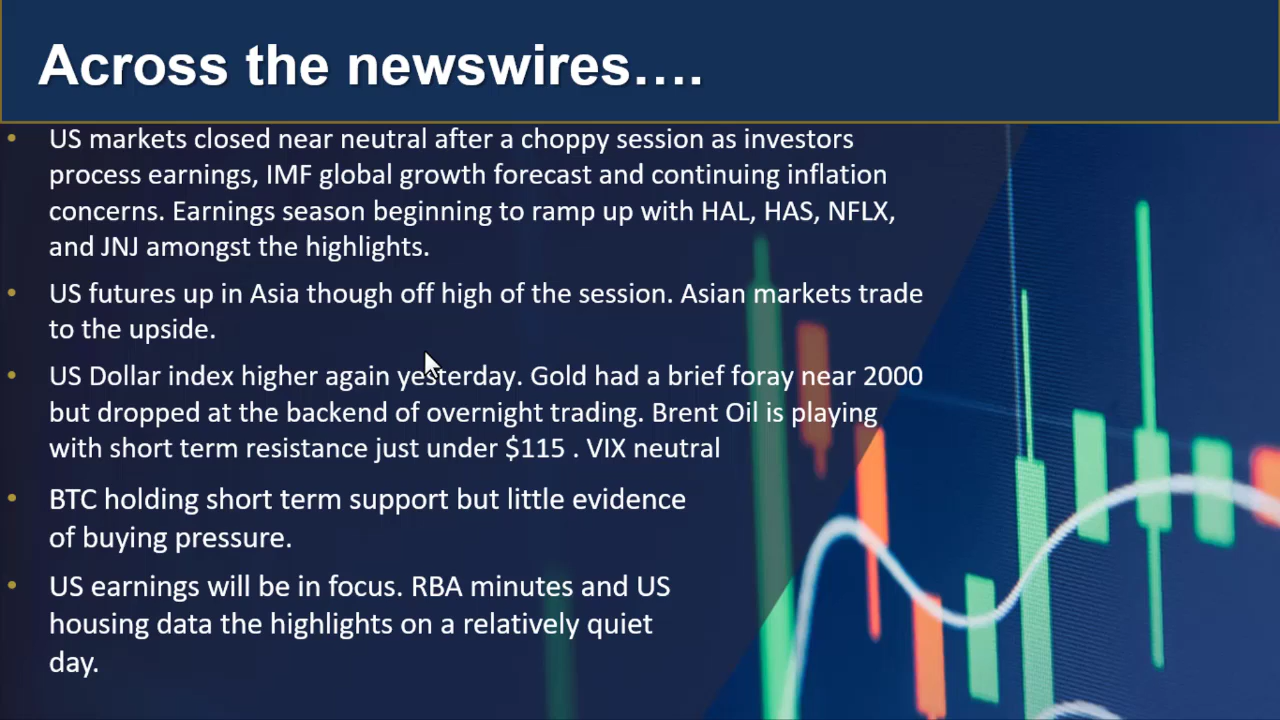 Across the newswires….
• US markets closed near neutral after a choppy session as investors
process earnings, IMF global growth forecast and continuing inflation
concerns. Earnings season beginning to ramp up with HAL, HAS, NFLX,
and JNJ amongst the highlights.
• US futures up in Asia though off high of the session. Asian markets trade
to the upside.
• US Dollar index higher again yesterday. Gold had a brief foray near 2000
but dropped at the backend of overnight trading. Brent Oil is playing
with short term resistance just under $115 . VIX neutral
• BTC holding short term support but little evidence
of buying pressure.
• US earnings will be in focus. RBA minutes and US
housing data the highlights on a relatively quiet
day.